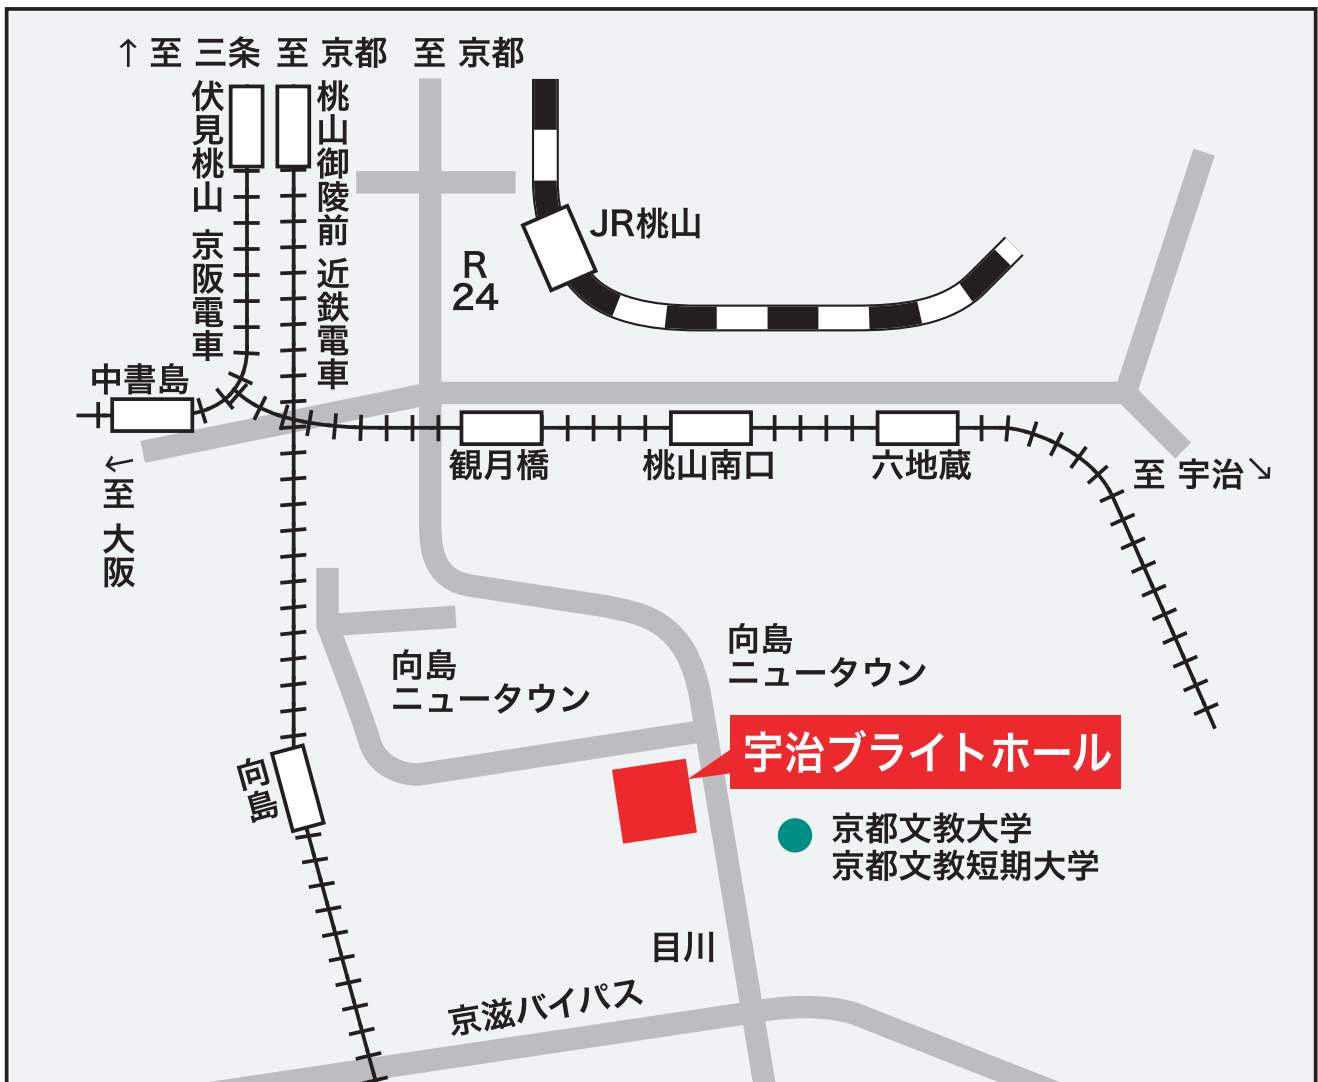 ↑至 三条
至 京都
至 京都
伏見桃山 京阪電車
桃山御陵前 近鉄電車
JR桃山
R
24
中書島
観月橋
桃山南口
六地蔵
至 宇治↘
←至 大阪
向島
ニュータウン
向島
ニュータウン
宇治ブライトホール
向島
京都文教大学
京都文教短期大学
目川
京滋バイパス